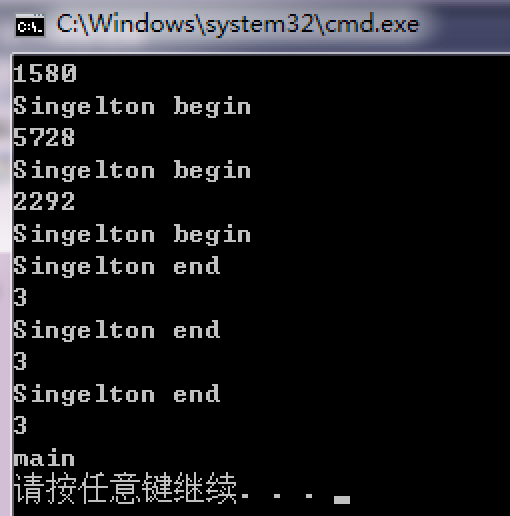 C:\Windows\system32\cmd.exe
1580
Singelton begin
5728
Singelton begin
2292
Singelton begin
Singelton end
3
Singelton end
3
Singelton end
3
main
请按任意键继续. . .